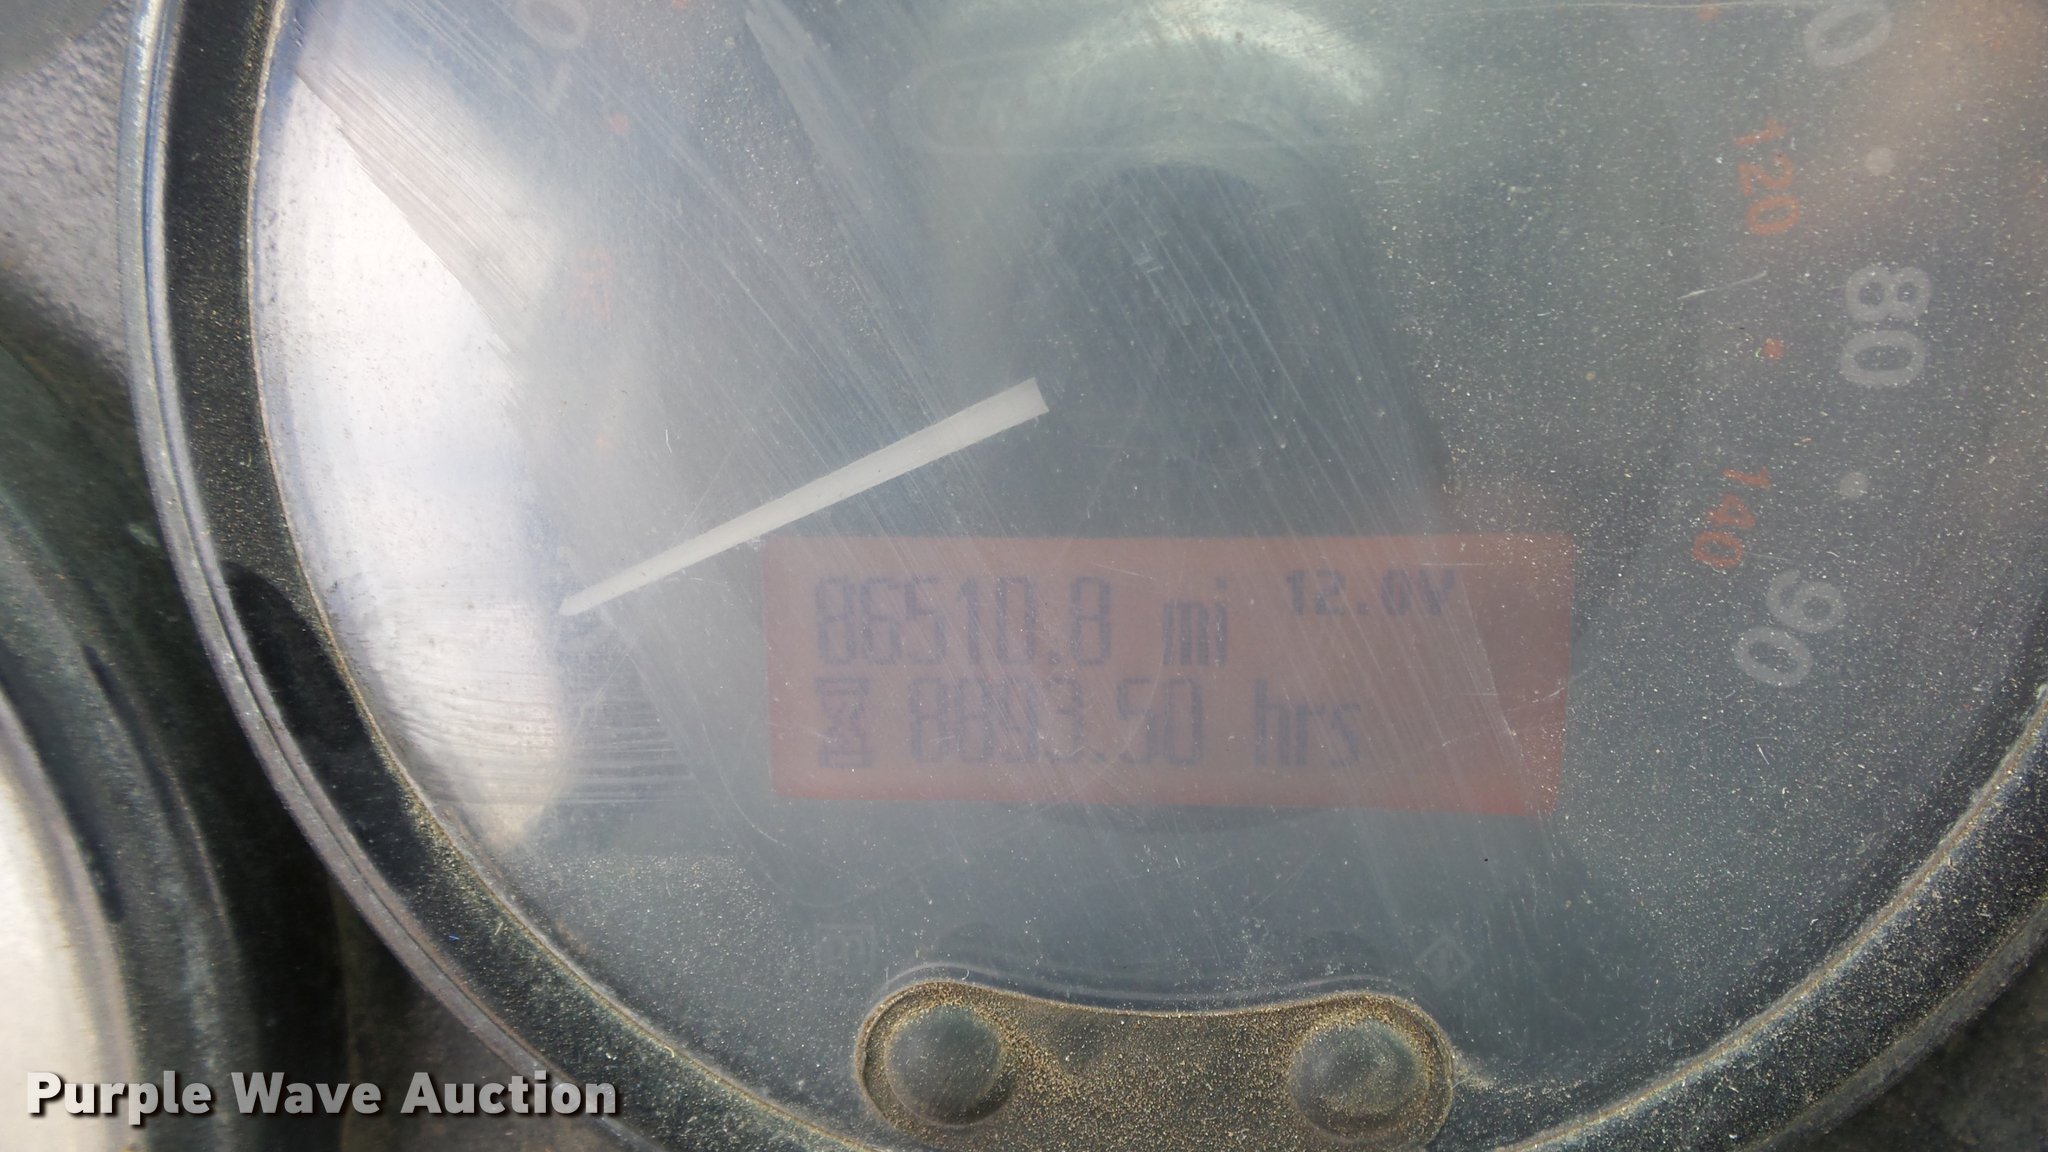 120
80
140
90
86510.8 mi 12.0V
8893.50 hrs
Purple Wave Auction